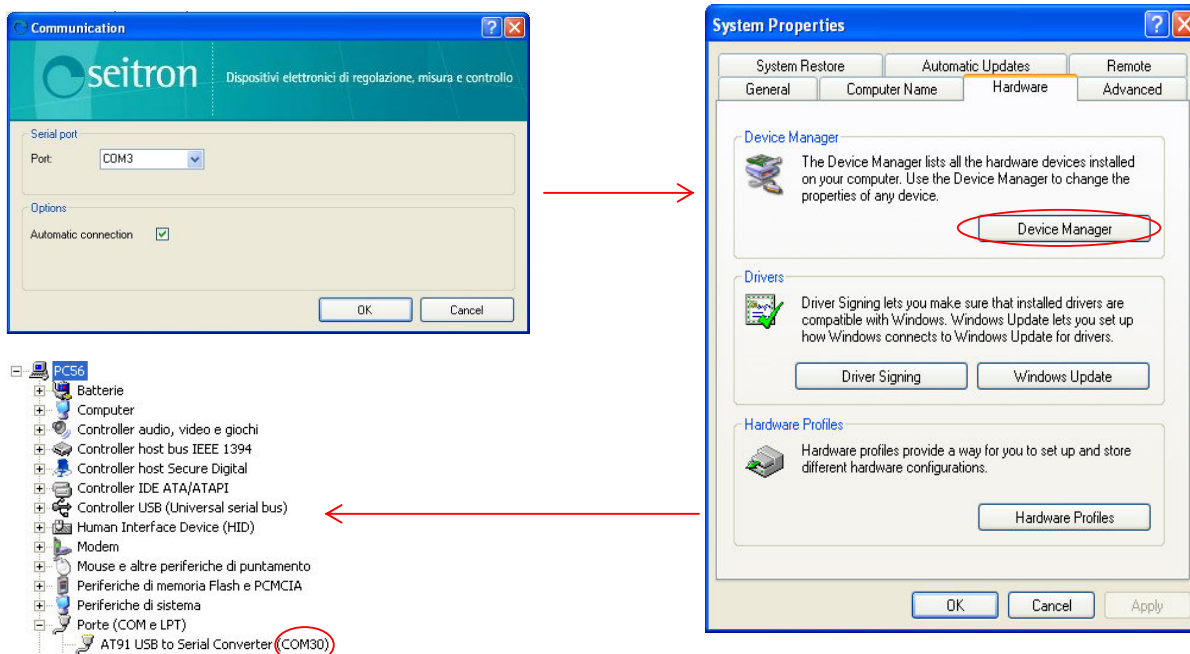 Communication
seitron
Dispositivi elettronici di regolazione, misura e controllo
Serial port
Port:
COM3
Options
Automatic connection
OK
Cancel
System Properties
System Restore
Automatic Updates
Remote
General
Computer Name
Hardware
Advanced
Device Manager
The Device Manager lists all the hardware devices installed
on your computer. Use the Device Manager to change the
properties of any device.
Device Manager
Drivers
Driver Signing lets you make sure that installed drivers are
compatible with Windows. Windows Update lets you set up
how Windows connects to Windows Update for drivers.
Driver Signing
Windows Update
Hardware Profiles
Hardware profiles provide a way for you to set up and store
different hardware configurations.
Hardware Profiles
OK
Cancel
Apply
PC56
Batterie
Computer
Controller audio, video e giochi
Controller host bus IEEE 1394
Controller host Secure Digital
Controller IDE ATA/ATAPI
Controller USB (Universal serial bus)
Human Interface Device (HID)
Modem
Mouse e altre periferiche di puntamento
Periferiche di memoria Flash e PCMCIA
Periferiche di sistema
Porte (COM e LPT)
AT91 USB to Serial Converter (COM30)